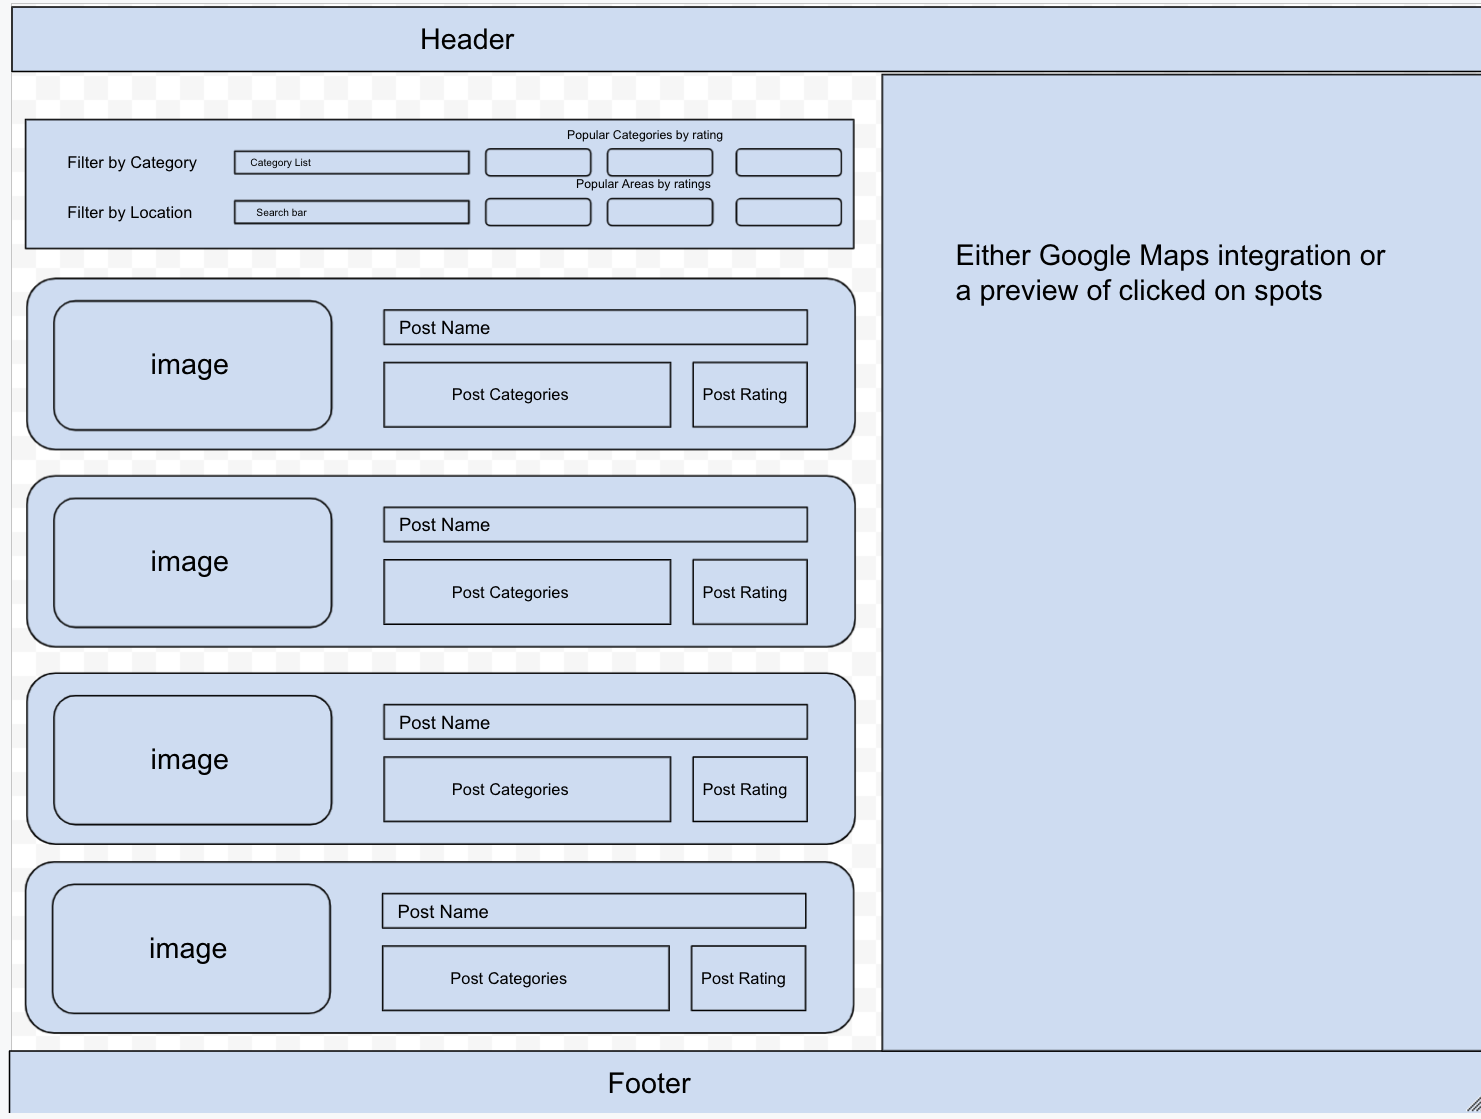 Header
Popular Categories by rating
Filter by Category
Category List
Popular Areas by ratings
Filter by Location
Search bar
Either Google Maps integration or
a preview of clicked on spots
image
Post Name
Post Categories
Post Rating
image
Post Name
Post Categories
Post Rating
image
Post Name
Post Categories
Post Rating
image
Post Name
Post Categories
Post Rating
Footer